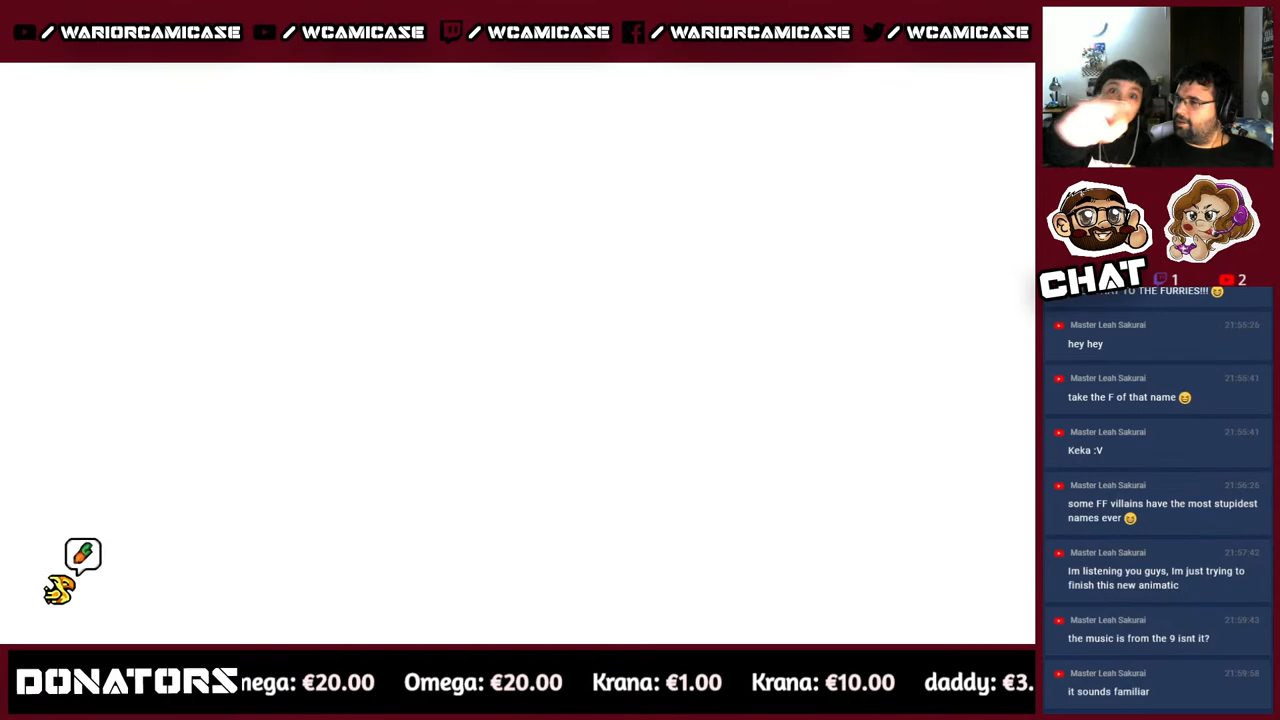 / WARIORCAMICASE / WCAMICASE / WCAMICASE / WARIORCAMICASE / WCAMICASE
CHAT
1 2
TO THE FURRIES!!! 😊
Master Leah Sakurai 21:55:26
hey hey
Master Leah Sakurai 21:55:41
take the F of that name 😊
Master Leah Sakurai 21:55:41
Keka :V
Master Leah Sakurai 21:56:26
some FF villains have the most stupidest
names ever 😊
Master Leah Sakurai 21:57:42
Im listening you guys, Im just trying to
finish this new animatic
Master Leah Sakurai 21:59:43
the music is from the 9 isnt it?
Master Leah Sakurai 21:59:58
it sounds familiar
DONATORS mega: €20.00 Omega: €20.00 Krana: €1.00 Krana: €10.00 daddy: €3.